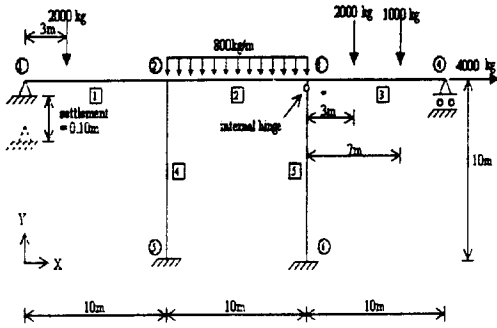 2000 kg
3m
800kg/m
2000 kg
1000 kg
4000 kg
1
2
3
4
1
2
3
settlement
= 0.10m
internal hinge
3m
7m
10m
4
5
5
6
Y
X
10m
10m
10m